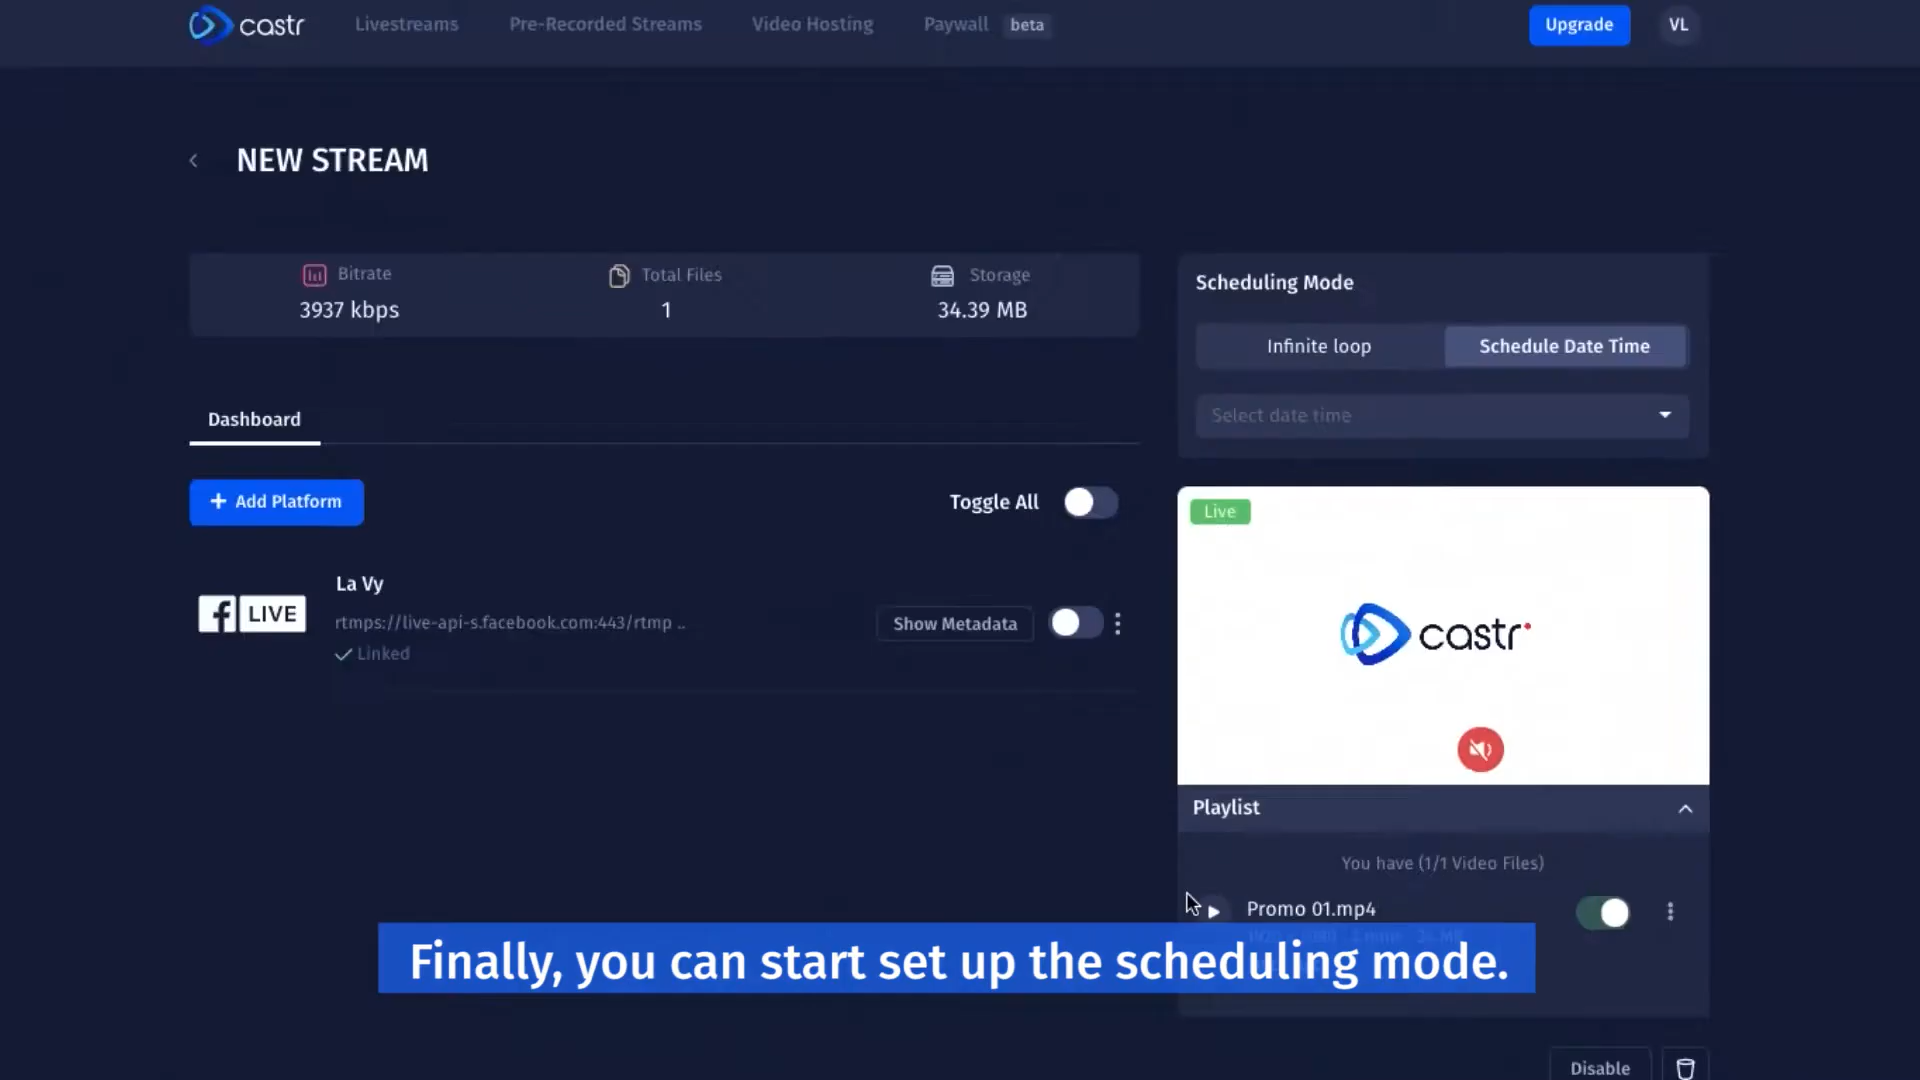 castr
Livestreams
Pre-Recorded Streams
Video Hosting
Paywall beta
Upgrade
VL
NEW STREAM
Bitrate
3937 kbps
Total Files
1
Storage
34.39 MB
Scheduling Mode
Infinite loop
Schedule Date Time
Select date time
Dashboard
+ Add Platform
Toggle All
f LIVE
La Vy
rtmps://live-api-s.facebook.com:443/rtmp ..
Linked
Show Metadata
Live
castr
Playlist
You have (1/1 Video Files)
Promo 01.mp4
Finally, you can start set up the scheduling mode.
Disable